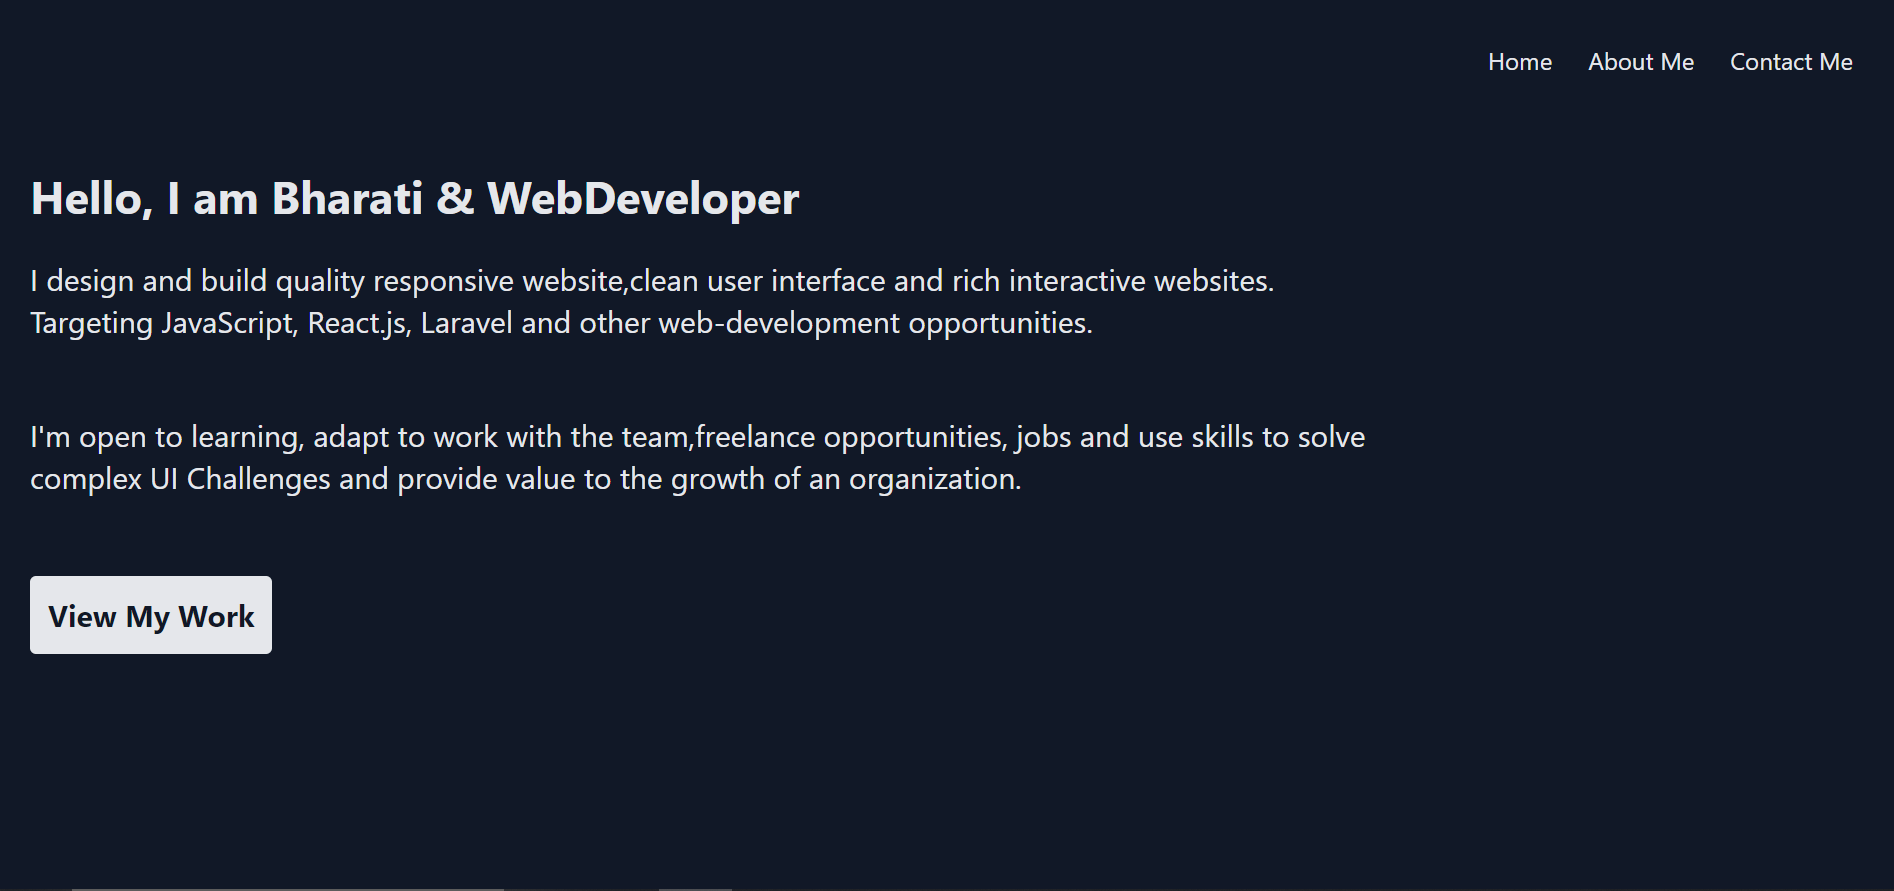 Home About Me Contact Me
Hello, I am Bharati & WebDeveloper
I design and build quality responsive website,clean user interface and rich interactive websites.
Targeting JavaScript, React.js, Laravel and other web-development opportunities.
I'm open to learning, adapt to work with the team,freelance opportunities, jobs and use skills to solve
complex UI Challenges and provide value to the growth of an organization.
View My Work